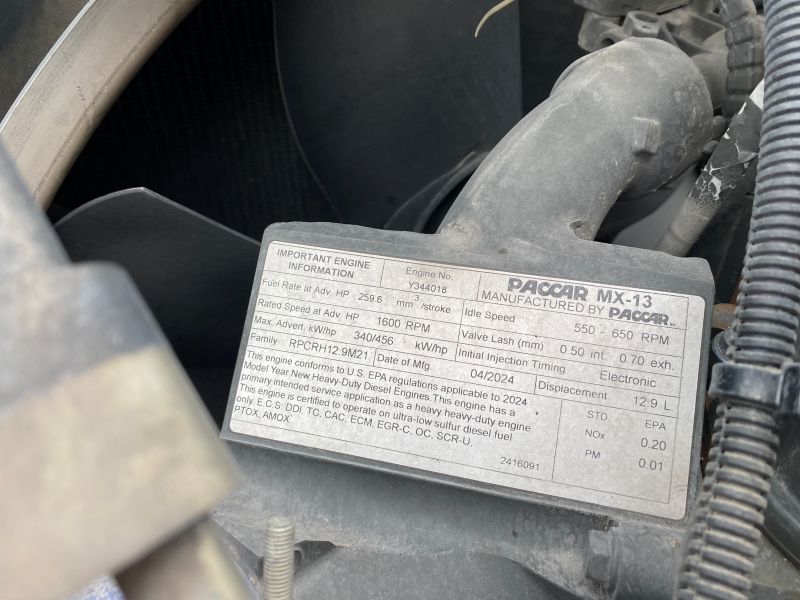 IMPORTANT ENGINE INFORMATION
Engine No. Y344018
PACCAR MX-13
MANUFACTURED BY PACCAR INC.
Fuel Rate at Adv. HP 259.6 mm3/stroke
Idle Speed 550 - 650 RPM
Rated Speed at Adv. HP 1600 RPM
Valve Lash (mm) 0.50 int. 0.70 exh.
Max. Advert. kW/hp 340/456 kW/hp
Initial Injection Timing Electronic
Family RPCRH12.9M21
Date of Mfg. 04/2024
Displacement 12.9 L
This engine conforms to U.S. EPA regulations applicable to 2024
Model Year New Heavy-Duty Diesel Engines. This engine has a
primary intended service application as a heavy heavy-duty engine.
This engine is certified to operate on ultra-low sulfur diesel fuel
only. E C S: DDI, TC, CAC, ECM, EGR-C, OC, SCR-U,
PTOX, AMOX
2416091
STD EPA
NOx 0.20
PM 0.01